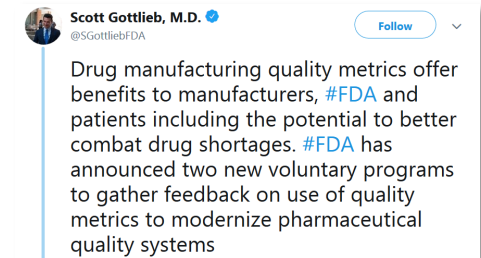 Scott Gottlieb, M.D.
@SGottliebFDA
Follow
Drug manufacturing quality metrics offer
benefits to manufacturers, #FDA and
patients including the potential to better
combat drug shortages. #FDA has
announced two new voluntary programs
to gather feedback on use of quality
metrics to modernize pharmaceutical
quality systems